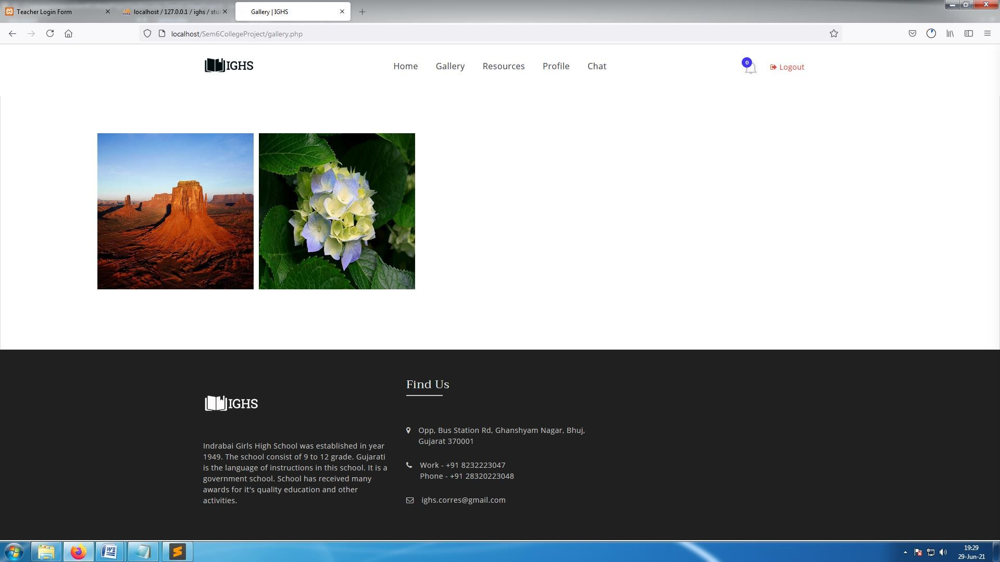 Teacher Login Form
localhost / 127.0.0.1 / ighs / stu
Gallery | IGHS
localhost/Sem6CollegeProject/gallery.php
IGHS
Home
Gallery
Resources
Profile
Chat
0
Logout
IGHS
Indrabai Girls High School was established in year
1949. The school consist of 9 to 12 grade. Gujarati
is the language of instructions in this school. It is a
government school. School has received many
awards for it's quality education and other
activities.
Find Us
Opp, Bus Station Rd, Ghanshyam Nagar, Bhuj,
Gujarat 370001
Work - +91 8232223047
Phone - +91 28320223048
ighs.corres@gmail.com
19:29
29-Jun-21